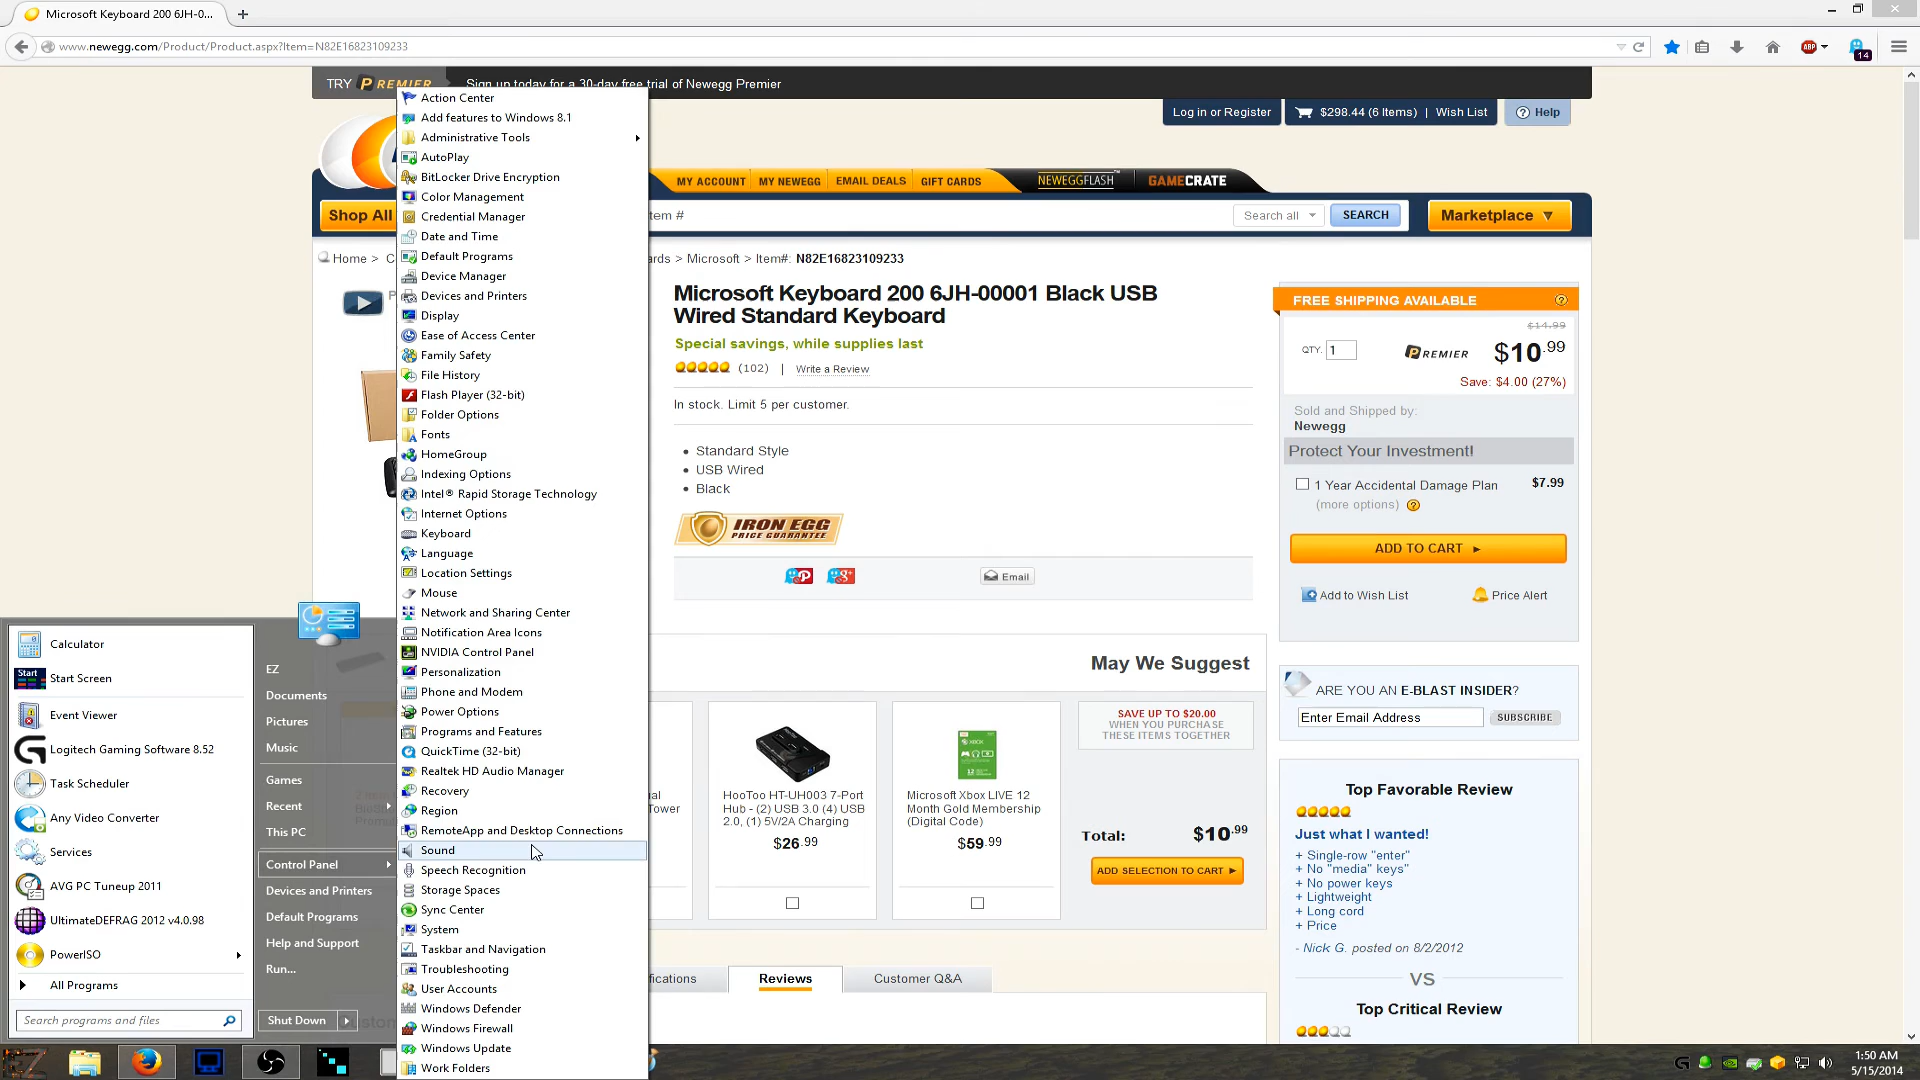 Microsoft Keyboard 200 6JH-0...
www.newegg.com/Product/Product.aspx?Item=N82E16823109233
14
TRY PREMIER
Sign up today for a 30-day free trial of Newegg Premier
Log in or Register
$298.44 (6 Items) | Wish List
Help
MY ACCOUNT
MY NEWEGG
EMAIL DEALS
GIFT CARDS
NEWEGGFLASH
GAMECRATE
Shop All
tem #
Search all
SEARCH
Marketplace ▼
Home > C
ards > Microsoft > Item#: N82E16823109233
Microsoft Keyboard 200 6JH-00001 Black USB
Wired Standard Keyboard
Special savings, while supplies last
(102) | Write a Review
In stock. Limit 5 per customer.
• Standard Style
• USB Wired
• Black
IRON EGG
PRICE GUARANTEE
Email
FREE SHIPPING AVAILABLE
$14.99
QTY. 1
PREMIER
$10.99
Save: $4.00 (27%)
Sold and Shipped by:
Newegg
Protect Your Investment!
1 Year Accidental Damage Plan
$7.99
(more options)
ADD TO CART
Add to Wish List
Price Alert
May We Suggest
Tower
HooToo HT-UH003 7-Port
Hub - (2) USB 3.0 (4) USB
2.0, (1) 5V/2A Charging
$26.99
Microsoft Xbox LIVE 12
Month Gold Membership
(Digital Code)
$59.99
SAVE UP TO $20.00
WHEN YOU PURCHASE
THESE ITEMS TOGETHER
Total:
$10.99
ADD SELECTION TO CART
fications
Reviews
Customer Q&A
ARE YOU AN E-BLAST INSIDER?
Enter Email Address
SUBSCRIBE
Top Favorable Review
Just what I wanted!
+ Single-row "enter"
+ No "media" keys
+ No power keys
+ Lightweight
+ Long cord
+ Price
- Nick G. posted on 8/2/2012
VS
Top Critical Review
Action Center
Add features to Windows 8.1
Administrative Tools
AutoPlay
BitLocker Drive Encryption
Color Management
Credential Manager
Date and Time
Default Programs
Device Manager
Devices and Printers
Display
Ease of Access Center
Family Safety
File History
Flash Player (32-bit)
Folder Options
Fonts
HomeGroup
Indexing Options
Intel® Rapid Storage Technology
Internet Options
Keyboard
Language
Location Settings
Mouse
Network and Sharing Center
Notification Area Icons
NVIDIA Control Panel
Personalization
Phone and Modem
Power Options
Programs and Features
QuickTime (32-bit)
Realtek HD Audio Manager
Recovery
Region
RemoteApp and Desktop Connections
Sound
Speech Recognition
Storage Spaces
Sync Center
System
Taskbar and Navigation
Troubleshooting
User Accounts
Windows Defender
Windows Firewall
Windows Update
Work Folders
Calculator
Start
Start Screen
Event Viewer
Logitech Gaming Software 8.52
Task Scheduler
Any Video Converter
Services
AVG PC Tuneup 2011
UltimateDEFRAG 2012 v4.0.98
PowerISO
All Programs
Search programs and files
EZ
Documents
Pictures
Music
Games
Recent
This PC
Control Panel
Devices and Printers
Default Programs
Help and Support
Run...
Shut Down
EZ
1:50 AM
5/15/2014